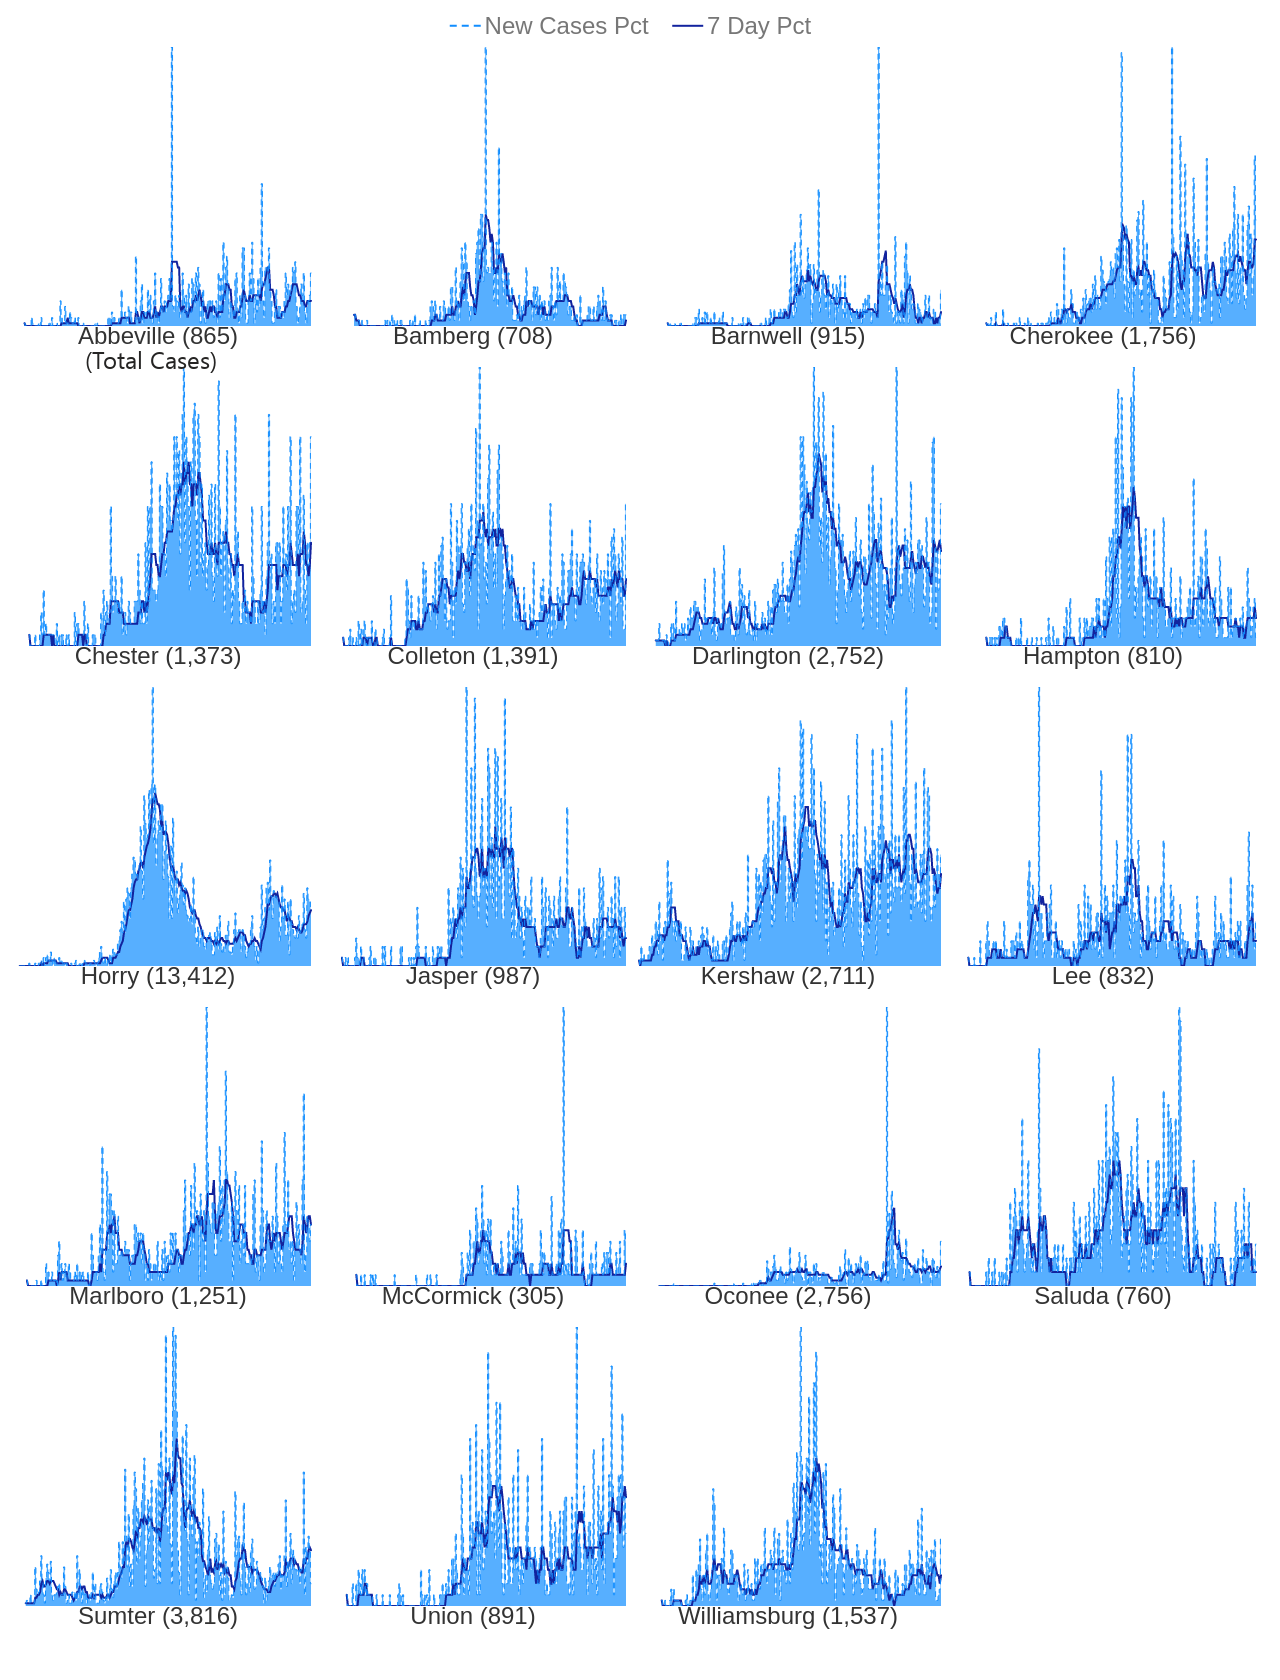 New Cases Pct 7 Day Pct
Abbeville (865) Bamberg (708) Barnwell (915) Cherokee (1,756)
(Total Cases)
Chester (1,373) Colleton (1,391) Darlington (2,752) Hampton (810)
Horry (13,412) Jasper (987) Kershaw (2,711) Lee (832)
Marlboro (1,251) McCormick (305) Oconee (2,756) Saluda (760)
Sumter (3,816) Union (891) Williamsburg (1,537)